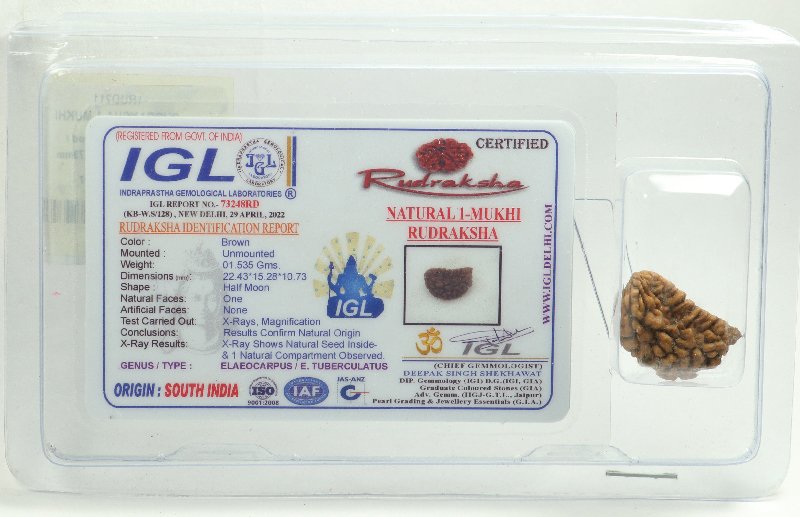 (REGISTERED FROM GOVT. OF INDIA)
IGL
INDRAPRASTHA GEMOLOGICAL LABORATORIES ®
IGL REPORT NO.- 73248RD
(KB-W.S/128) , NEW DELHI, 29 APRIL, 2022
RUDRAKSHA IDENTIFICATION REPORT
Color : Brown
Mounted : Unmounted
Weight: 01.535 Grms.
Dimensions (mm): 22.43*15.28*10.73
Shape : Half Moon
Natural Faces: One
Artificial Faces: None
Test Carried Out: X-Rays, Magnification
Conclusions: Results Confirm Natural Origin
X-Ray Results: X-Ray Shows Natural Seed Inside-
& 1 Natural Compartment Observed.
GENUS / TYPE : ELAEOCARPUS / E. TUBERCULATUS
ORIGIN : SOUTH INDIA
ISO
9001:2008
IAF
JAS-ANZ
IGL
CERTIFIED
Rudraksha
NATURAL 1-MUKHI
RUDRAKSHA
ॐ
IGL
(CHIEF GEMMOLOGIST)
DEEPAK SINGH SHEKHAWAT
DIP. Gemmology (IGI) D.G.(IGI, GIA)
Graduate Coloured Stones (GIA)
Adv. Gemm. (IIGJ-G.T.L., Jaipur)
Pearl Grading & Jewellery Essentials (G.I.A.)
WWW.IGLDELHI.COM